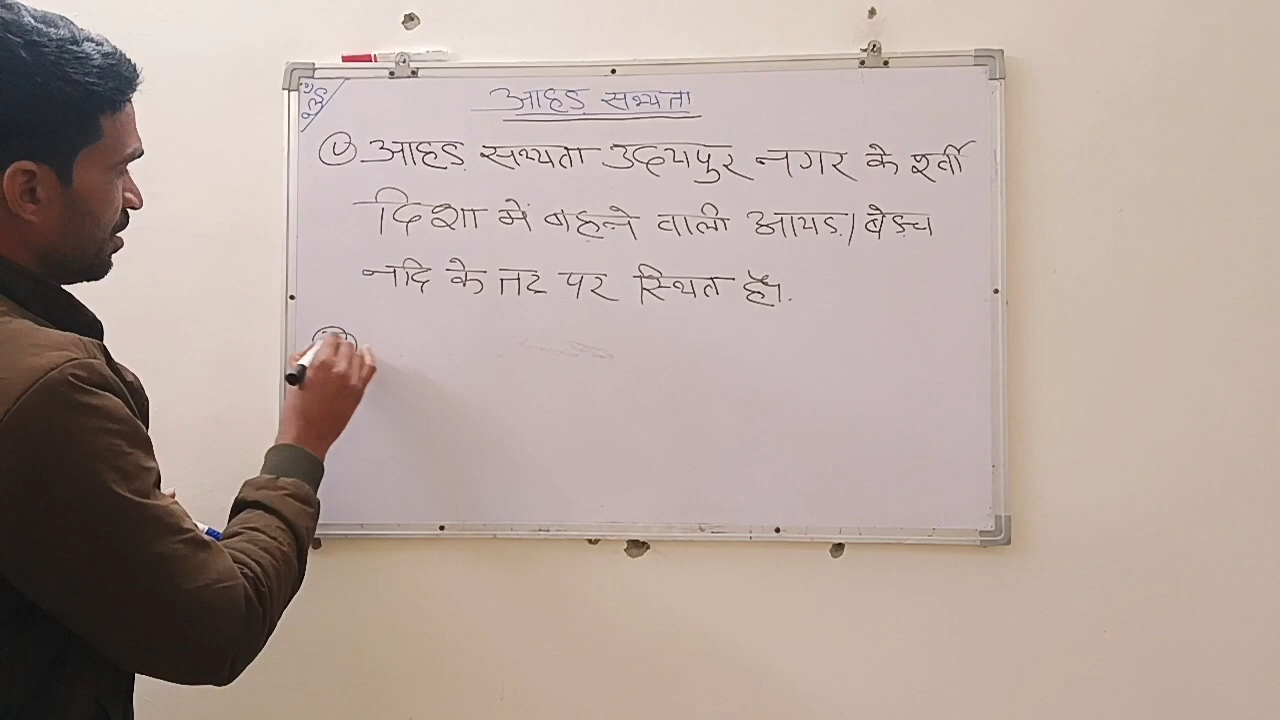 आहड़ सभ्यता
① आहड़ सभ्यता उदयपुर नगर के पूर्वी
दिशा में बहने वाली आयड़/बेड़च
नदि के तट पर स्थित है।